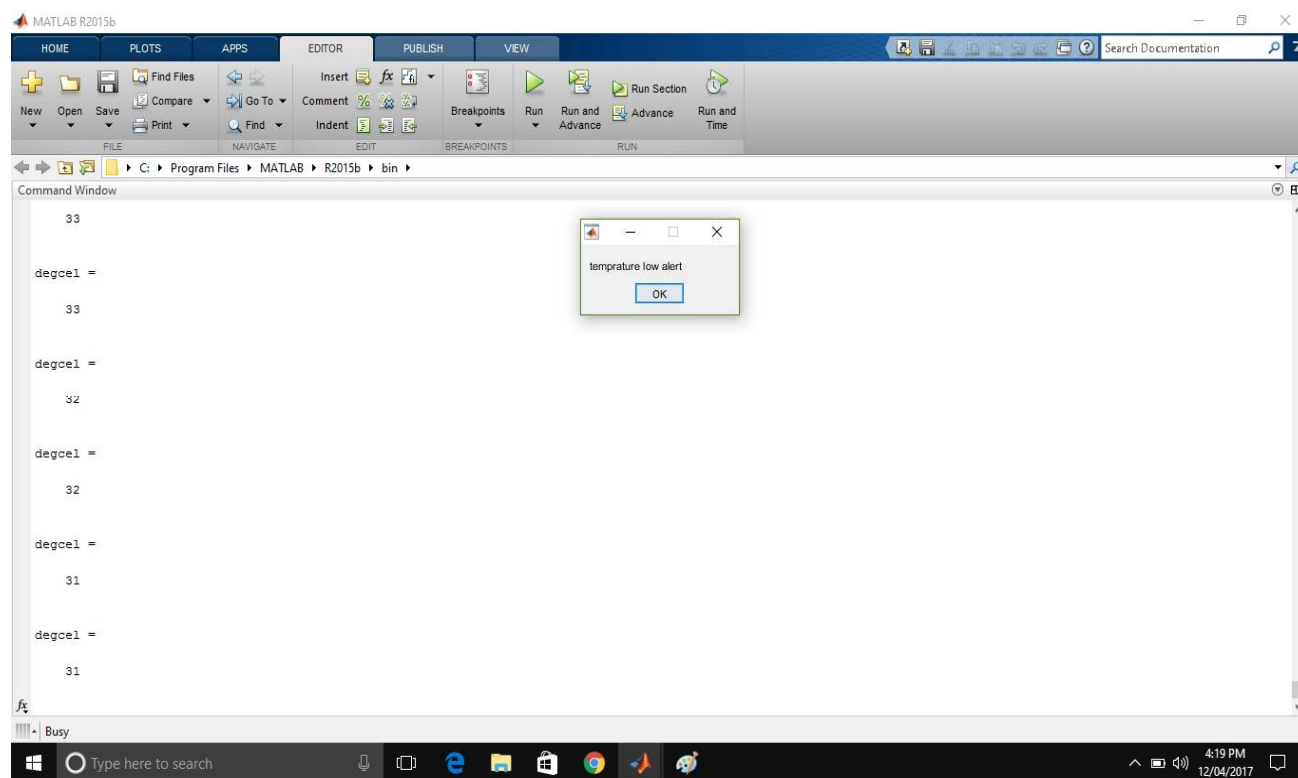 MATLAB R2015b
HOME PLOTS APPS EDITOR PUBLISH VIEW
Search Documentation
New Open Save
Find Files
Compare
Print
FILE
Go To
Find
NAVIGATE
Insert
Comment
Indent
EDIT
Breakpoints
BREAKPOINTS
Run
Run and Advance
Run Section
Advance
Run and Time
RUN
C: Program Files MATLAB R2015b bin
Command Window
33
degcel =
33
degcel =
32
degcel =
32
degcel =
31
degcel =
31
temprature low alert
OK
fx
Busy
Type here to search
4:19 PM
12/04/2017